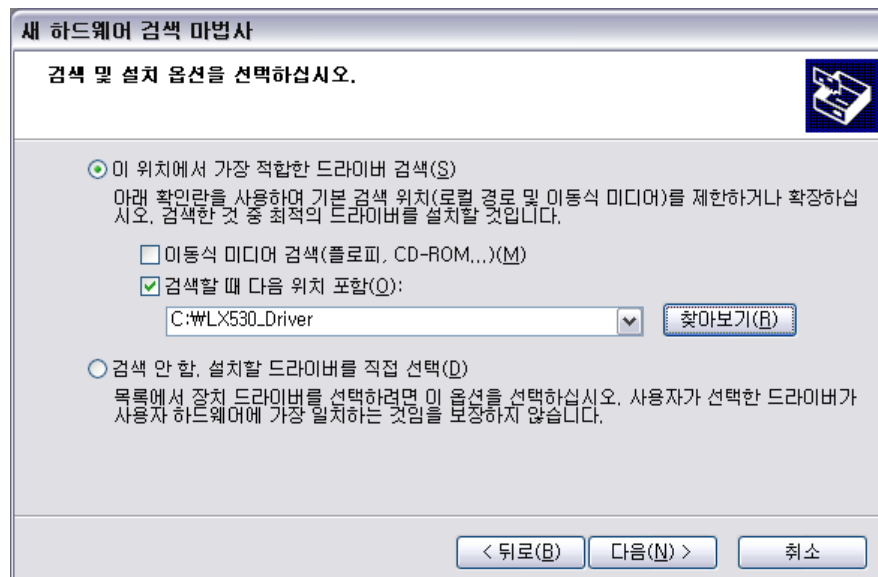 새 하드웨어 검색 마법사
검색 및 설치 옵션을 선택하십시오.
이 위치에서 가장 적합한 드라이버 검색(S)
아래 확인란을 사용하여 기본 검색 위치(로컬 경로 및 이동식 미디어)를 제한하거나 확장하십
시오. 검색한 것 중 최적의 드라이버를 설치할 것입니다.
이동식 미디어 검색(플로피, CD-ROM...)(M)
검색할 때 다음 위치 포함(O):
C:₩LX530_Driver
찾아보기(R)
검색 안 함. 설치할 드라이버를 직접 선택(D)
목록에서 장치 드라이버를 선택하려면 이 옵션을 선택하십시오. 사용자가 선택한 드라이버가
사용자 하드웨어에 가장 일치하는 것임을 보장하지 않습니다.
< 뒤로(B) 다음(N) > 취소